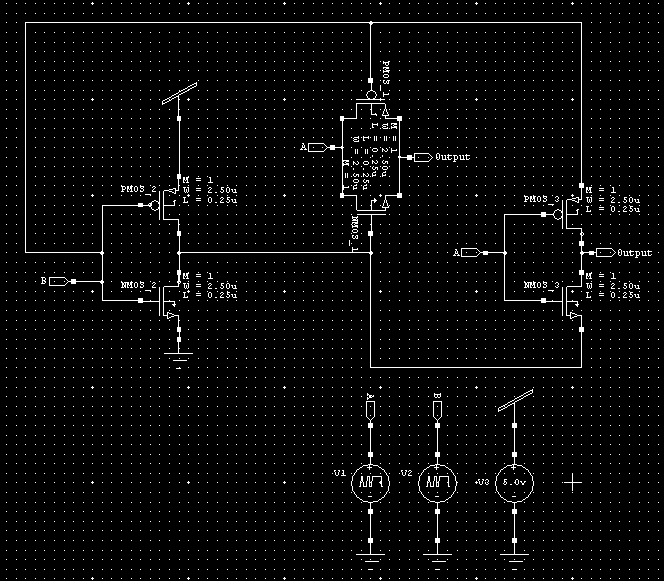 PMOS_1
M = 1
W = 2.50u
L = 0.25u
A
Output
L = 0.25u
W = 2.50u
M = 1
NMOS_1
PMOS_2
M = 1
W = 2.50u
L = 0.25u
B
NMOS_2
M = 1
W = 2.50u
L = 0.25u
PMOS_3
M = 1
W = 2.50u
L = 0.25u
A
Output
NMOS_3
M = 1
W = 2.50u
L = 0.25u
A
B
V1
V2
V3
5.0v